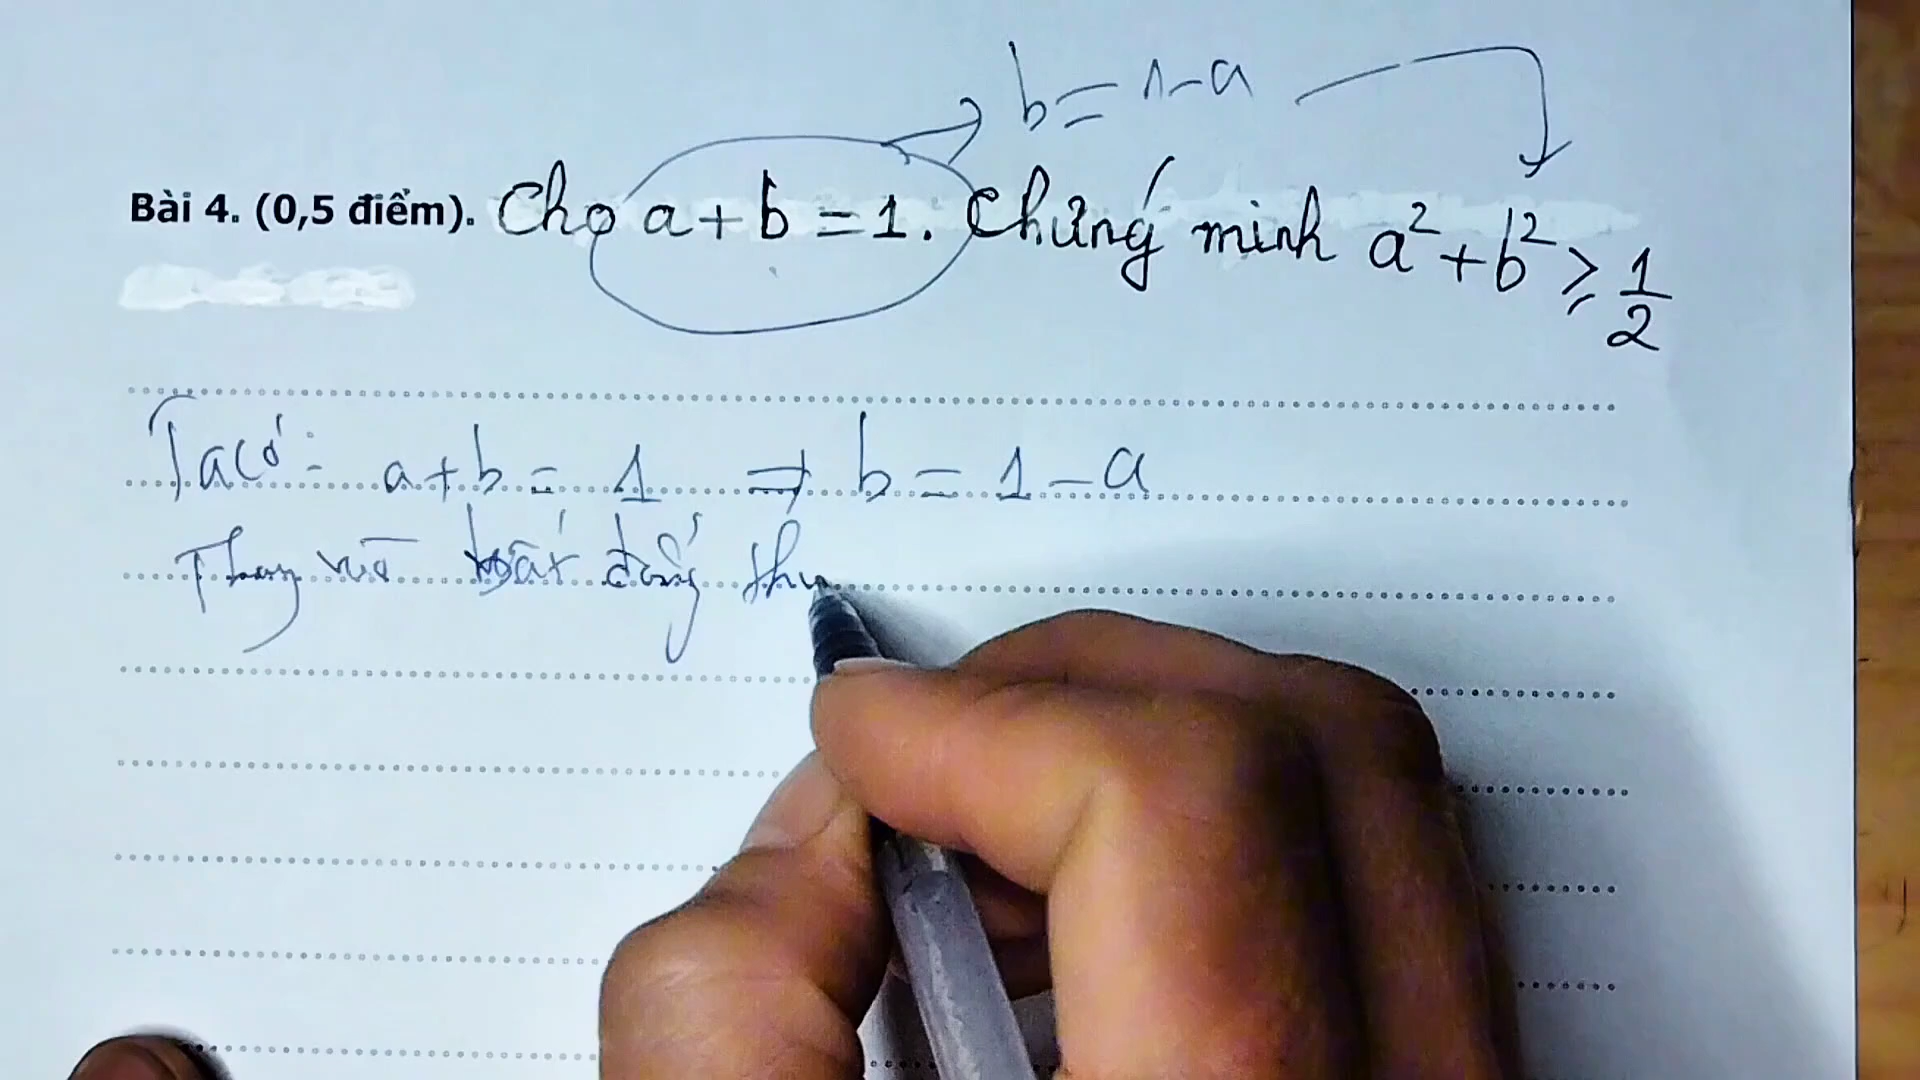 b = 1 - a
Bài 4. (0,5 điểm). Cho a + b = 1. Chứng minh a² + b² ≥ 1/2
Ta có: a + b = 1 ⇒ b = 1 - a
Thay vào bất đẳng thứ